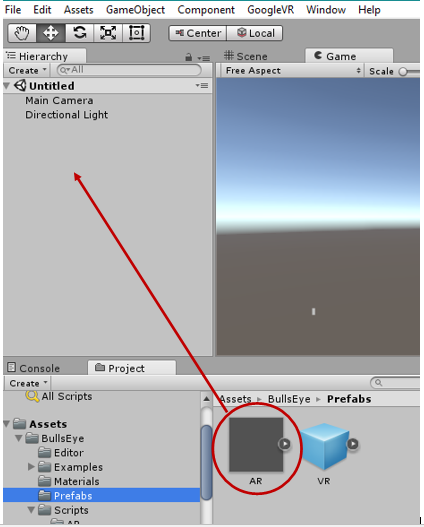 File Edit Assets GameObject Component GoogleVR Window Help
Center Local
Hierarchy
Create All
Untitled
Main Camera
Directional Light
Scene Game
Free Aspect Scale
Console Project
Create
All Scripts
Assets
BullsEye
Editor
Examples
Materials
Prefabs
Scripts
AR
Assets BullsEye Prefabs
AR VR